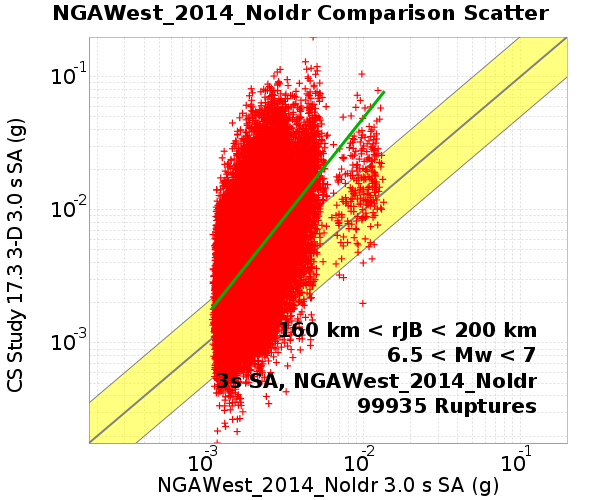 NGAWest_2014_NoIdr Comparison Scatter
CS Study 17.3 3-D 3.0 s SA (g)
10⁻¹
10⁻²
10⁻³
160 km < rJB < 200 km
6.5 < Mw < 7
3s SA, NGAWest_2014_NoIdr
99935 Ruptures
10⁻³ 10⁻² 10⁻¹
NGAWest_2014_NoIdr 3.0 s SA (g)